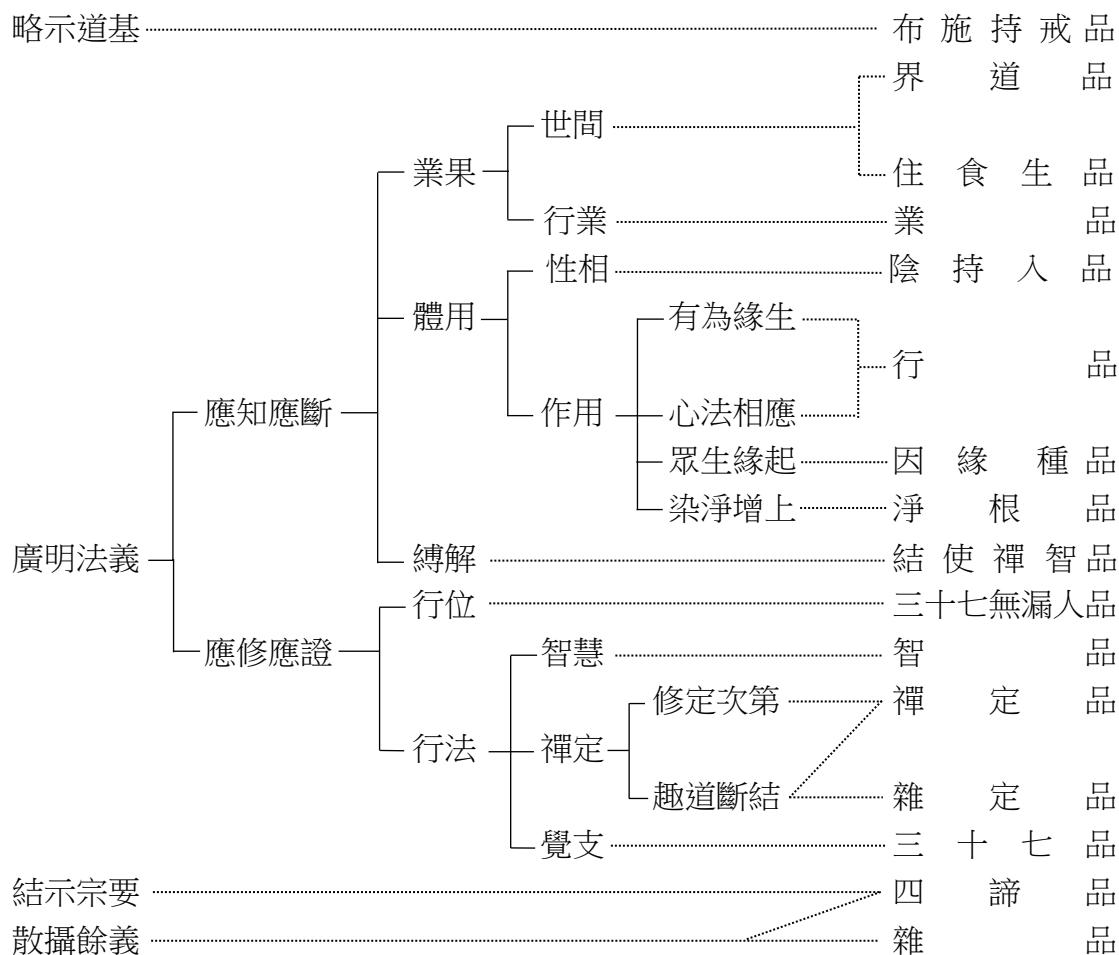 略示道基 布施持戒品
界道品
世間
業果
住食生品
行業 業品
性相 陰持入品
體用 有為緣生
行品
應知應斷 作用 心法相應
眾生緣起 因緣種品
染淨增上 淨根品
廣明法義 縛解 結使禪智品
行位 三十七無漏人品
應修應證 智慧 智品
修定次第 禪定品
行法 禪定
趣道斷結 雜定品
覺支 三十七品
結示宗要 四諦品
散攝餘義 雜品